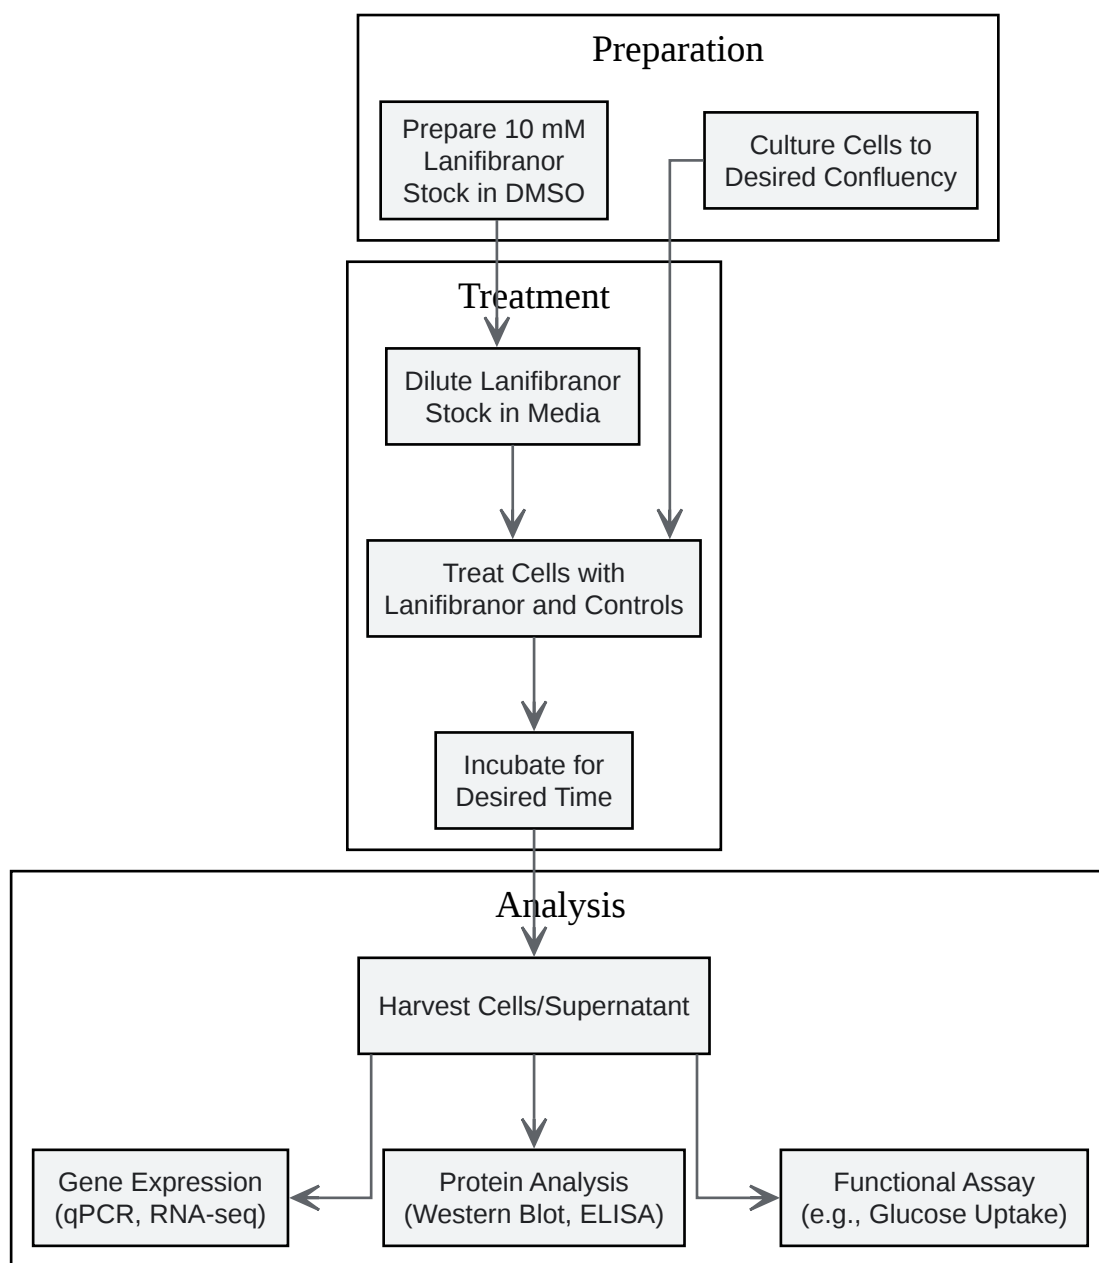 Preparation
Prepare 10 mM
Lanifibranor
Stock in DMSO
Culture Cells to
Desired Confluency
Treatment
Dilute Lanifibranor
Stock in Media
Treat Cells with
Lanifibranor and Controls
Incubate for
Desired Time
Analysis
Harvest Cells/Supernatant
Gene Expression
(qPCR, RNA-seq)
Protein Analysis
(Western Blot, ELISA)
Functional Assay
(e.g., Glucose Uptake)